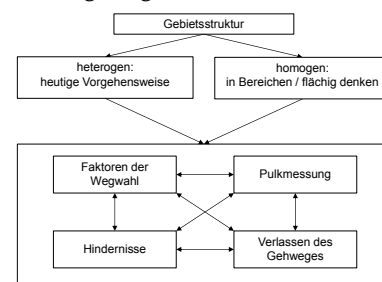 Gebietsstruktur
heterogen:
heutige Vorgehensweise
homogen:
in Bereichen / flächig denken
Faktoren der
Wegwahl
Pulkmessung
Hindernisse
Verlassen des
Gehweges